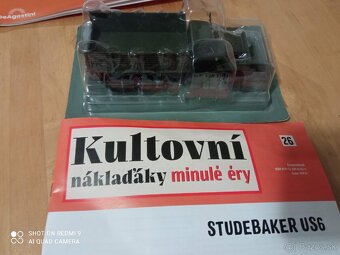 DeAgostini
Kultovní
náklaďáky minulé éry
26
STUDEBAKER US6
SHOT ON REDMI 9
AI QUAD CAMERA